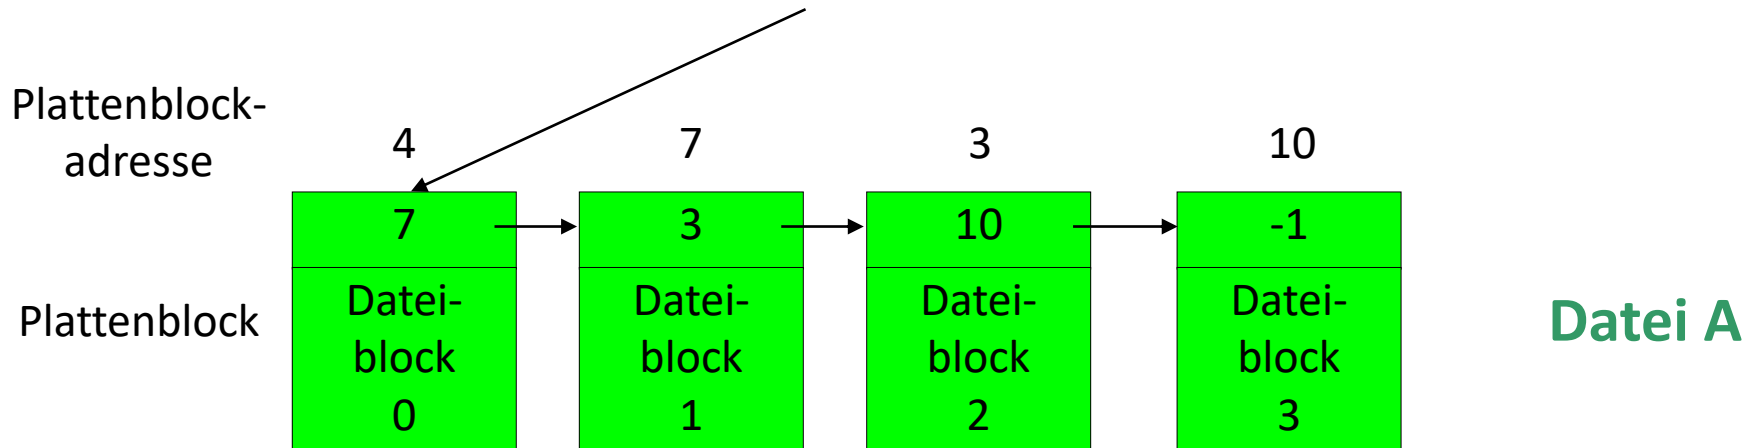 Plattenblock-
adresse
4 7 3 10
7 3 10 -1
Plattenblock
Datei-
block
0
Datei-
block
1
Datei-
block
2
Datei-
block
3
Datei A